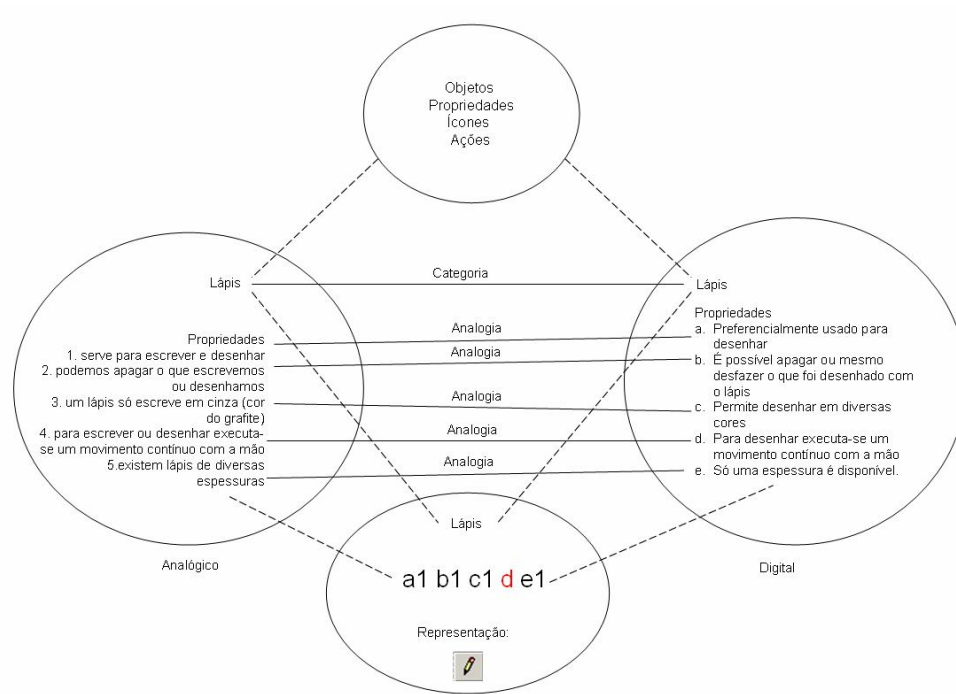 Objetos
Propriedades
Ícones
Ações
Lápis
Categoria
Lápis
Propriedades
1. serve para escrever e desenhar
2. podemos apagar o que escrevemos
ou desenhamos
3. um lápis só escreve em cinza (cor
do grafite)
4. para escrever ou desenhar executa-
se um movimento contínuo com a mão
5.existem lápis de diversas
espessuras
Analogia
Analogia
Analogia
Analogia
Analogia
Propriedades
a. Preferencialmente usado para
desenhar
b. É possível apagar ou mesmo
desfazer o que foi desenhado com
o lápis
c. Permite desenhar em diversas
cores
d. Para desenhar executa-se um
movimento contínuo com a mão
e. Só uma espessura é disponível.
Analógico
Digital
Lápis
a1 b1 c1 d e1
Representação: